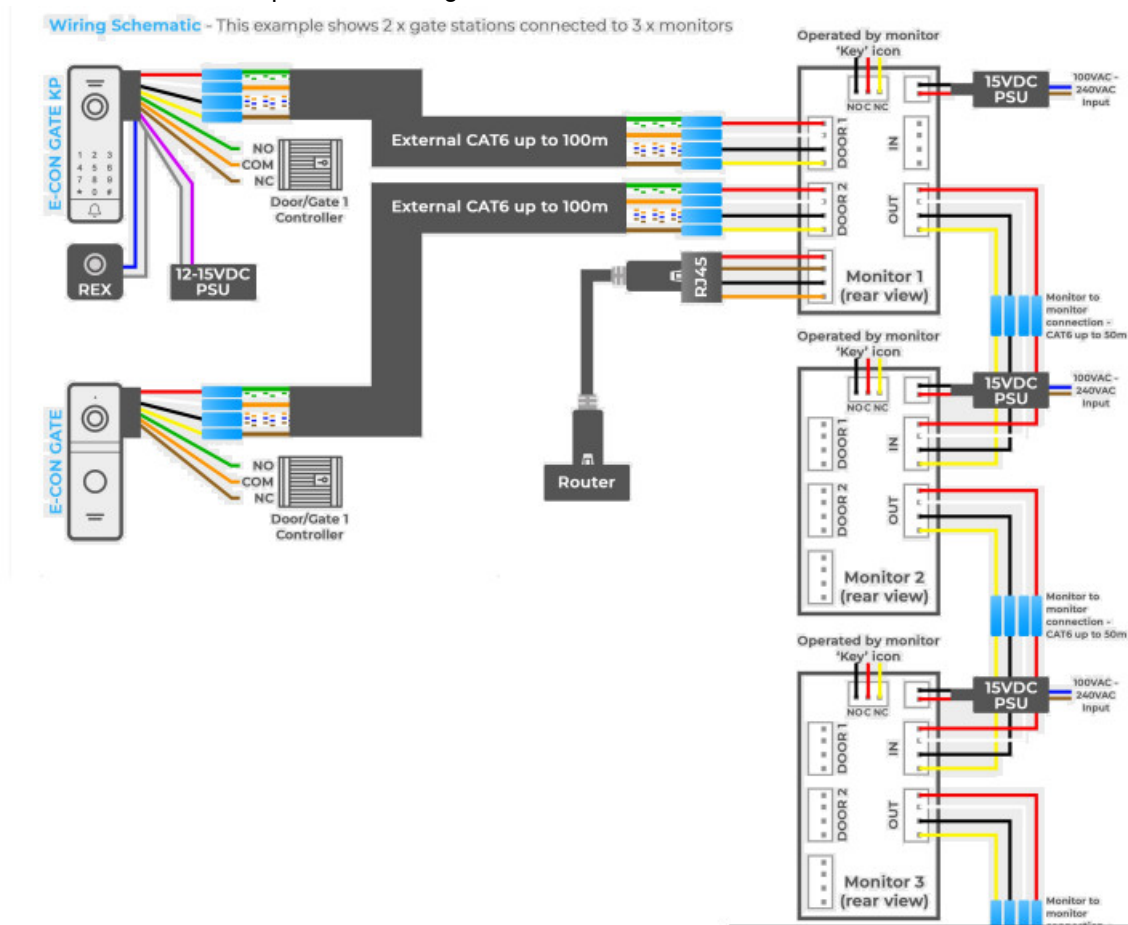 Wiring Schematic - This example shows 2 x gate stations connected to 3 x monitors
E-CON GATE KP
1 2 3
4 5 6
7 8 9
* 0 #
NO
COM
NC
Door/Gate 1
Controller
REX
12-15VDC
PSU
External CAT6 up to 100m
External CAT6 up to 100m
E-CON GATE
NO
COM
NC
Door/Gate 1
Controller
RJ45
Router
Operated by monitor
'Key' icon
NO C NC
15VDC
PSU
100VAC -
240VAC
Input
DOOR 1
IN
DOOR 2
OUT
Monitor 1
(rear view)
Monitor to
monitor
connection -
CAT6 up to 50m
Operated by monitor
'Key' icon
NO C NC
15VDC
PSU
100VAC -
240VAC
Input
DOOR 1
IN
DOOR 2
OUT
Monitor 2
(rear view)
Monitor to
monitor
connection -
CAT6 up to 50m
Operated by monitor
'Key' icon
NO C NC
15VDC
PSU
100VAC -
240VAC
Input
DOOR 1
IN
DOOR 2
OUT
Monitor 3
(rear view)
Monitor to
monitor